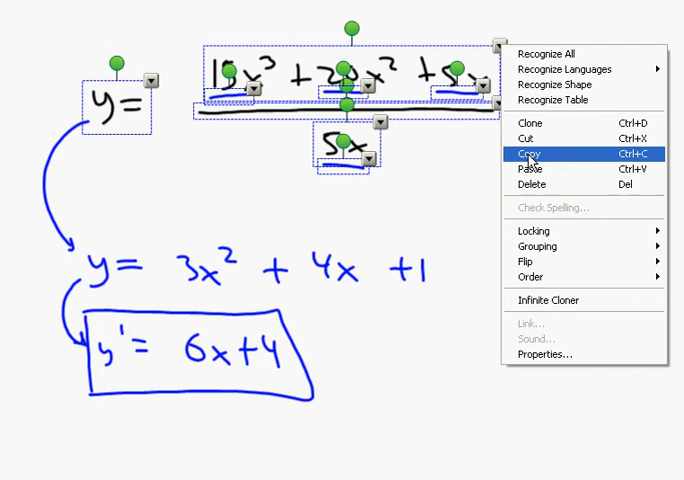 y = 15x³ + 20x² + 5x
5x
y = 3x² + 4x + 1
y' = 6x+4
Recognize All
Recognize Languages
Recognize Shape
Recognize Table
Clone Ctrl+D
Cut Ctrl+X
Copy Ctrl+C
Paste Ctrl+V
Delete Del
Check Spelling...
Locking
Grouping
Flip
Order
Infinite Cloner
Link...
Sound...
Properties...